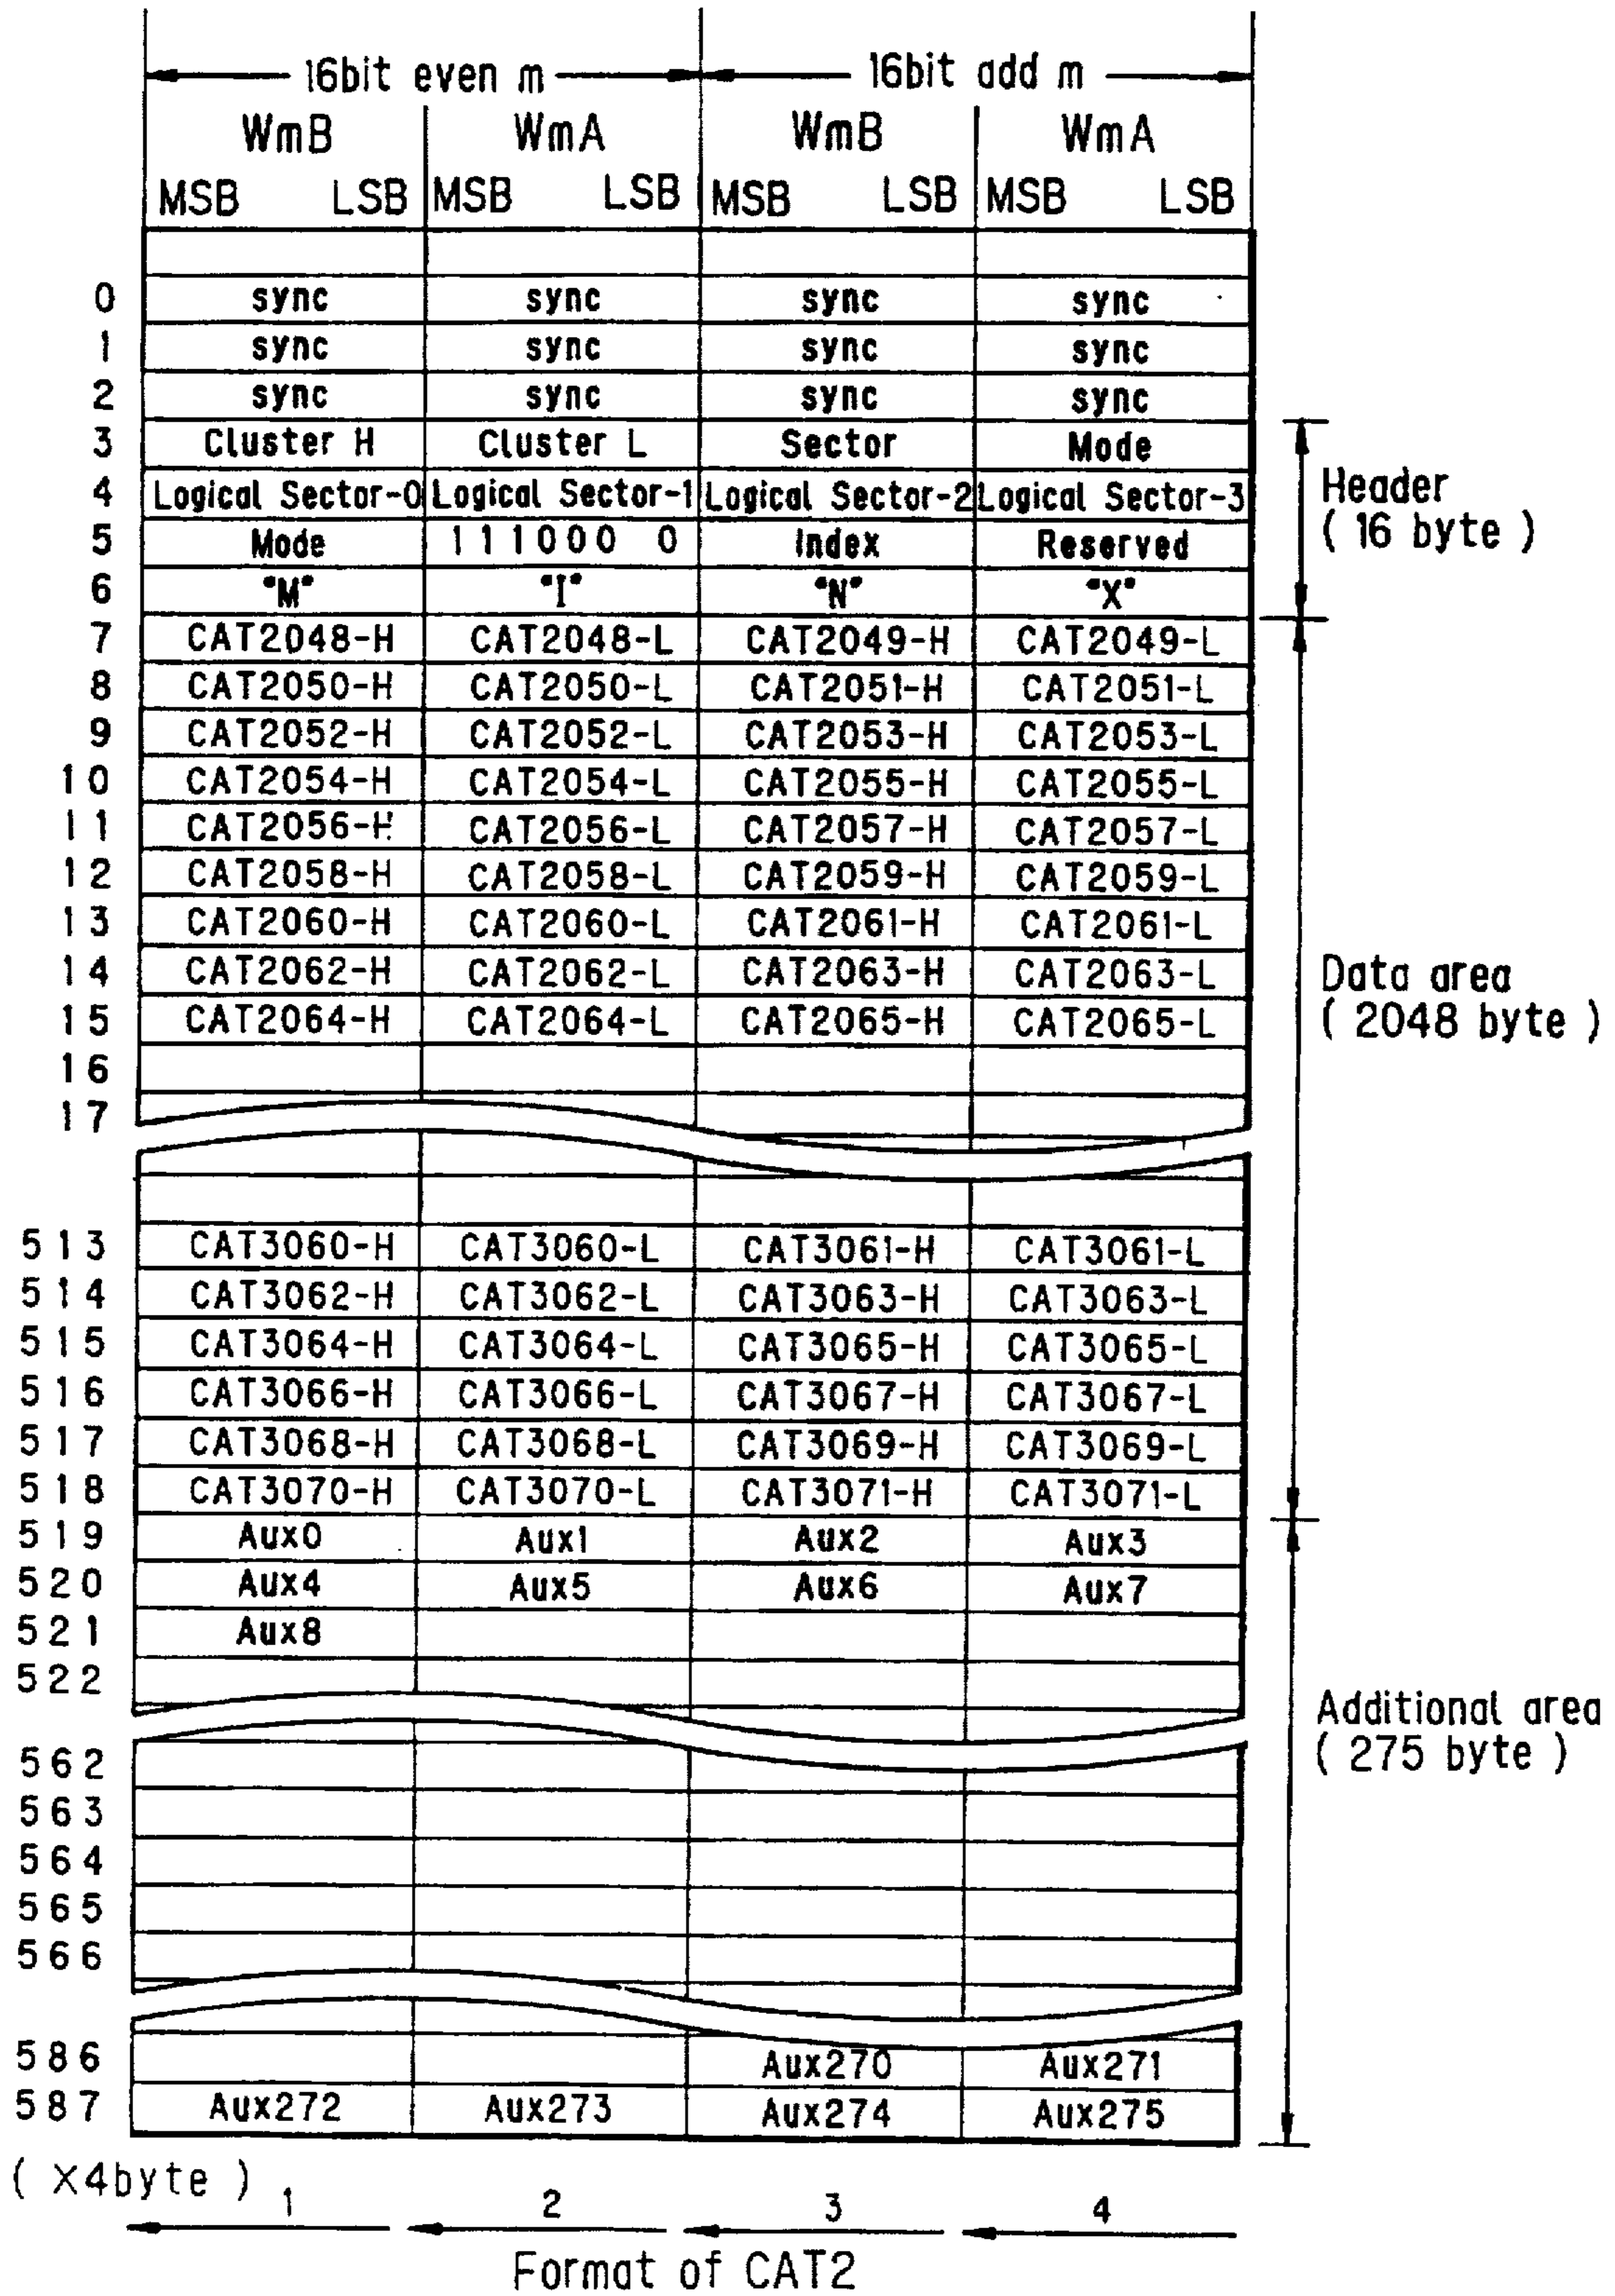 16bit even m 16bit add m
WmB WmA WmB WmA
MSB LSB MSB LSB MSB LSB MSB LSB
0 sync sync sync sync
1 sync sync sync sync
2 sync sync sync sync
3 Cluster H Cluster L Sector Mode
4 Logical Sector-0 Logical Sector-1 Logical Sector-2 Logical Sector-3
Header
5 Mode 111000 0 Index Reserved
( 16 byte )
6 "M" "I" "N" "X"
7 CAT2048-H CAT2048-L CAT2049-H CAT2049-L
8 CAT2050-H CAT2050-L CAT2051-H CAT2051-L
9 CAT2052-H CAT2052-L CAT2053-H CAT2053-L
10 CAT2054-H CAT2054-L CAT2055-H CAT2055-L
11 CAT2056-H CAT2056-L CAT2057-H CAT2057-L
12 CAT2058-H CAT2058-L CAT2059-H CAT2059-L
13 CAT2060-H CAT2060-L CAT2061-H CAT2061-L
14 CAT2062-H CAT2062-L CAT2063-H CAT2063-L
Data area
15 CAT2064-H CAT2064-L CAT2065-H CAT2065-L
( 2048 byte )
16
17
513 CAT3060-H CAT3060-L CAT3061-H CAT3061-L
514 CAT3062-H CAT3062-L CAT3063-H CAT3063-L
515 CAT3064-H CAT3064-L CAT3065-H CAT3065-L
516 CAT3066-H CAT3066-L CAT3067-H CAT3067-L
517 CAT3068-H CAT3068-L CAT3069-H CAT3069-L
518 CAT3070-H CAT3070-L CAT3071-H CAT3071-L
519 Aux0 Aux1 Aux2 Aux3
520 Aux4 Aux5 Aux6 Aux7
521 Aux8
522
Additional area
( 275 byte )
562
563
564
565
566
586 Aux270 Aux271
587 Aux272 Aux273 Aux274 Aux275
( X4byte )
1 2 3 4
Format of CAT2